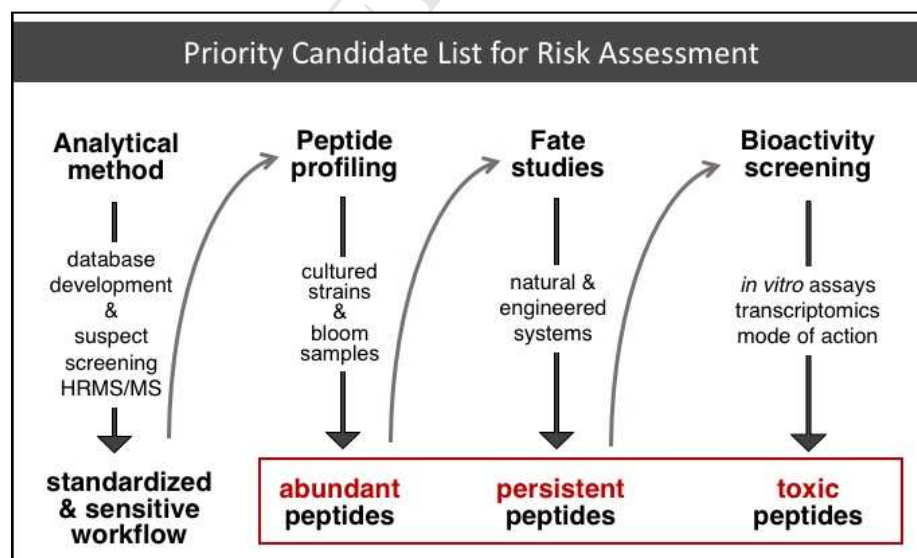 Priority Candidate List for Risk Assessment
Analytical
method
database
development
&
suspect
screening
HRMS/MS
standardized
& sensitive
workflow
Peptide
profiling
cultured
strains
&
bloom
samples
abundant
peptides
Fate
studies
natural &
engineered
systems
persistent
peptides
Bioactivity
screening
in vitro assays
transcriptomics
mode of action
toxic
peptides